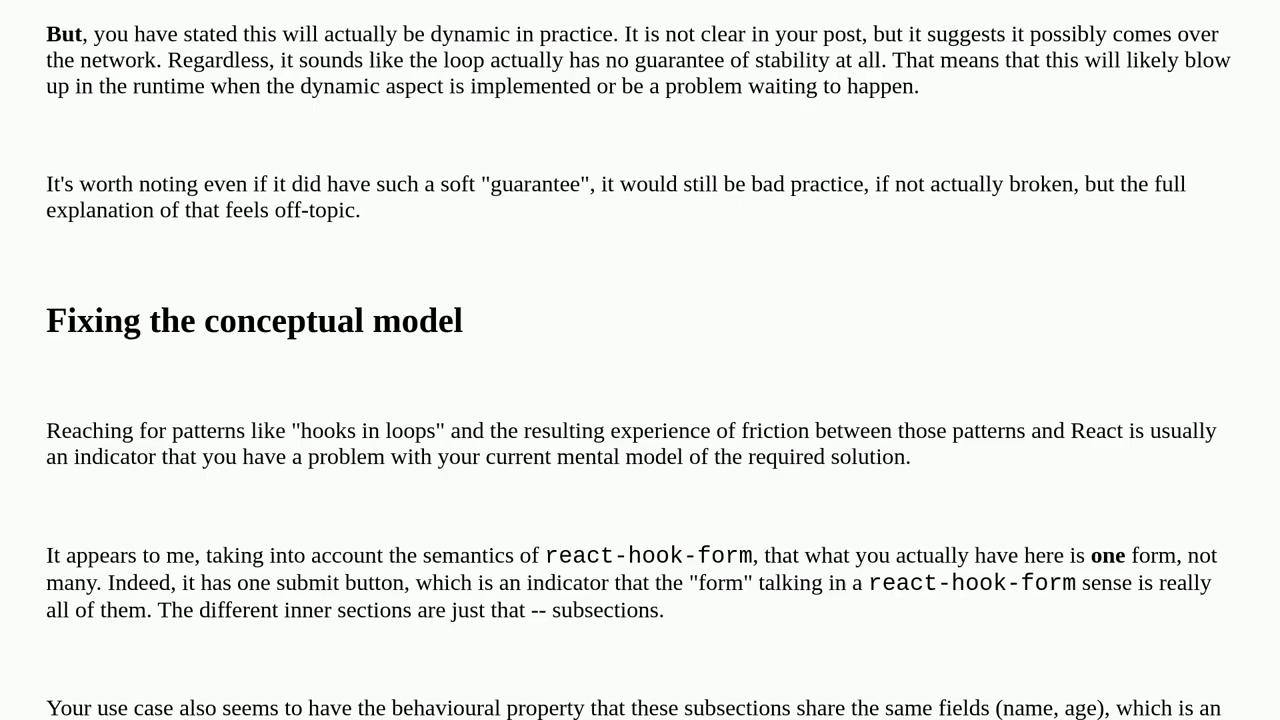 But, you have stated this will actually be dynamic in practice. It is not clear in your post, but it suggests it possibly comes over
the network. Regardless, it sounds like the loop actually has no guarantee of stability at all. That means that this will likely blow
up in the runtime when the dynamic aspect is implemented or be a problem waiting to happen.
It's worth noting even if it did have such a soft "guarantee", it would still be bad practice, if not actually broken, but the full
explanation of that feels off-topic.
Fixing the conceptual model
Reaching for patterns like "hooks in loops" and the resulting experience of friction between those patterns and React is usually
an indicator that you have a problem with your current mental model of the required solution.
It appears to me, taking into account the semantics of react-hook-form, that what you actually have here is one form, not
many. Indeed, it has one submit button, which is an indicator that the "form" talking in a react-hook-form sense is really
all of them. The different inner sections are just that -- subsections.
Your use case also seems to have the behavioural property that these subsections share the same fields (name, age), which is an